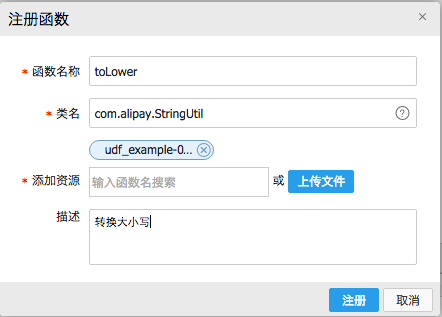 注册函数
* 函数名称 toLower
* 类名 com.alipay.StringUtil ?
udf_example-0...
* 添加资源 输入函数名搜索 或 上传文件
描述 转换大小写
注册 取消